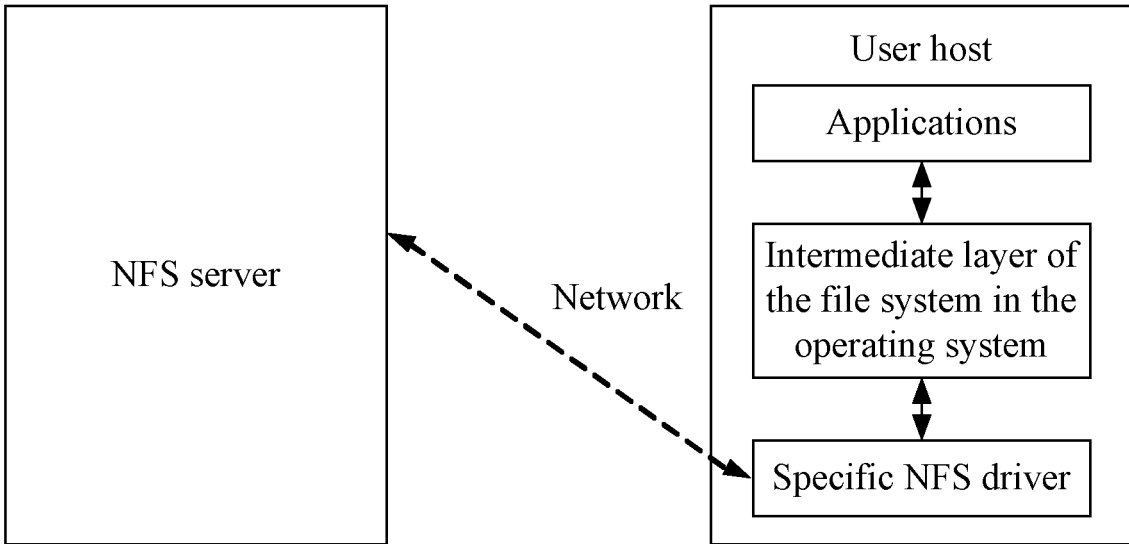 NFS server
Network
User host
Applications
Intermediate layer of
the file system in the
operating system
Specific NFS driver